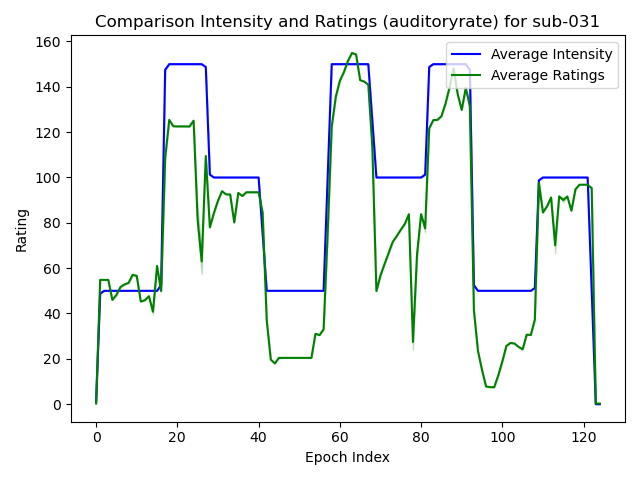 Comparison Intensity and Ratings (auditoryrate) for sub-031
Average Intensity
Average Ratings
Rating
160
140
120
100
80
60
40
20
0
0 20 40 60 80 100 120
Epoch Index